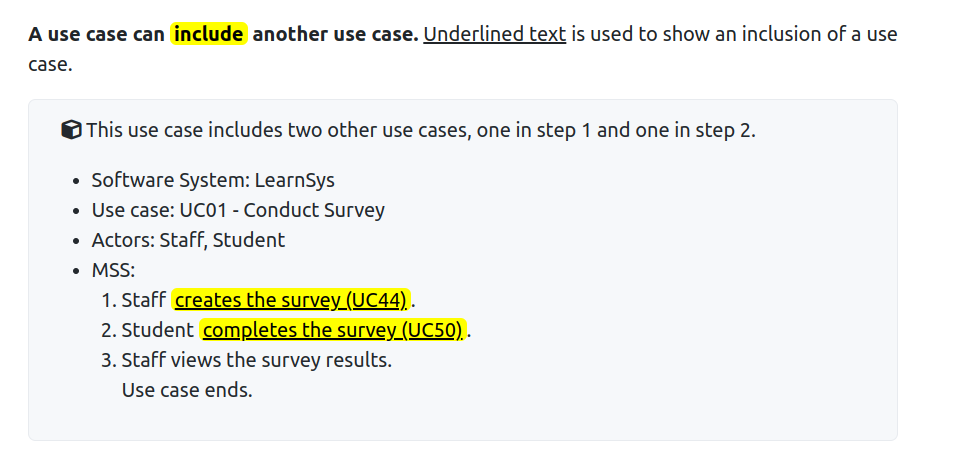 A use case can include another use case. Underlined text is used to show an inclusion of a use
case.
This use case includes two other use cases, one in step 1 and one in step 2.
• Software System: LearnSys
• Use case: UC01 - Conduct Survey
• Actors: Staff, Student
• MSS:
1. Staff creates the survey (UC44).
2. Student completes the survey (UC50).
3. Staff views the survey results.
Use case ends.